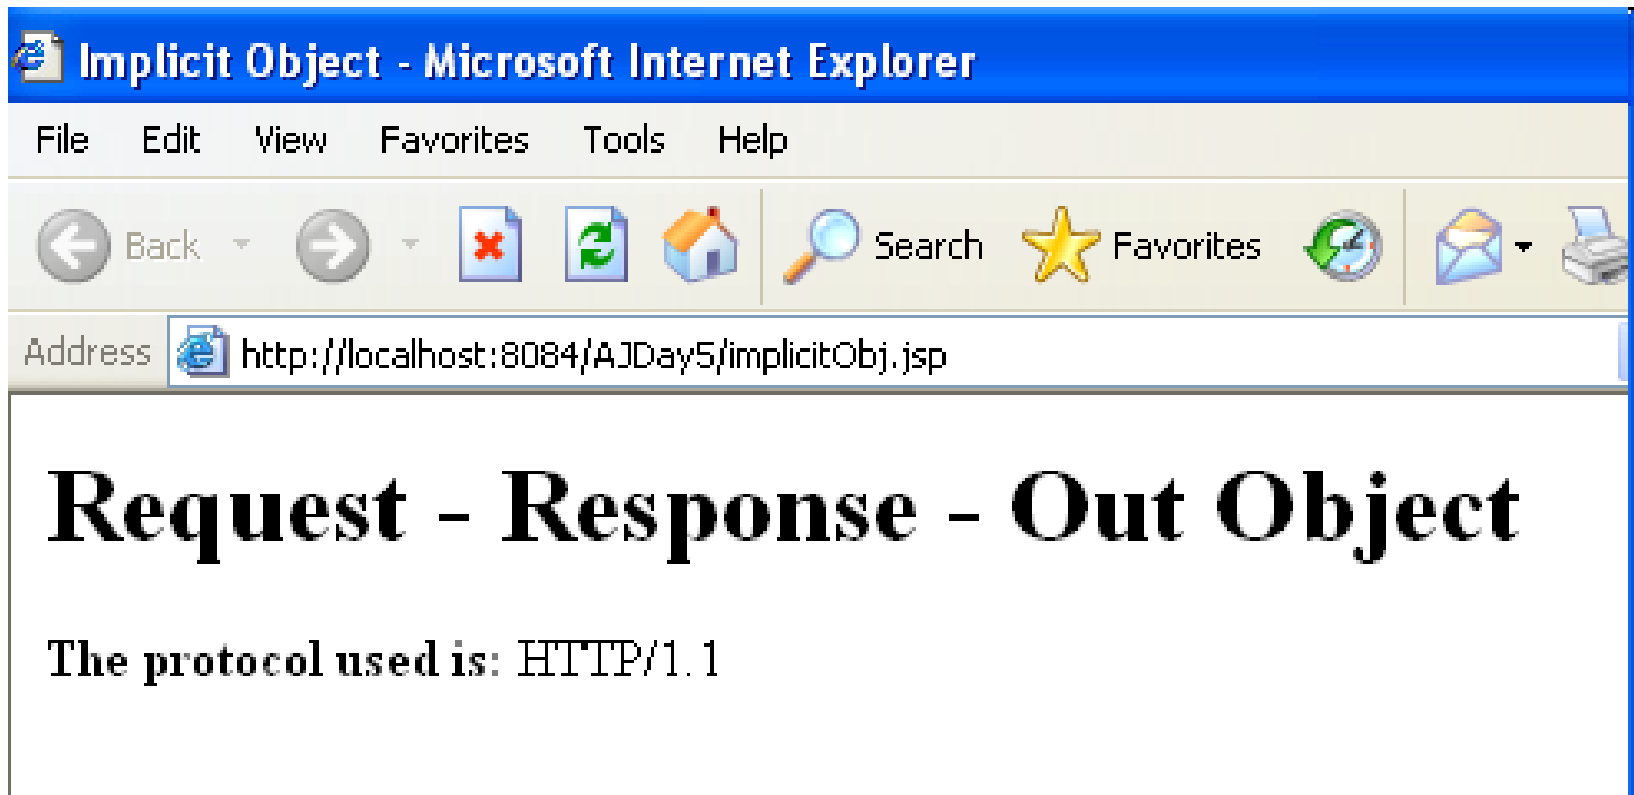 Implicit Object - Microsoft Internet Explorer
File Edit View Favorites Tools Help
Back Search Favorites
Address http://localhost:8084/AJDay5/implicitObj.jsp
Request - Response - Out Object
The protocol used is: HTTP/1.1